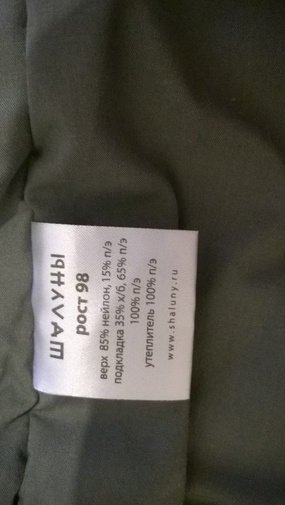 ШАЛУНЫ
рост 98
верх 85% нейлон, 15% п/э
подкладка 35% х/б, 65% п/э
100% п/э
утеплитель 100% п/э
www.shaluny.ru